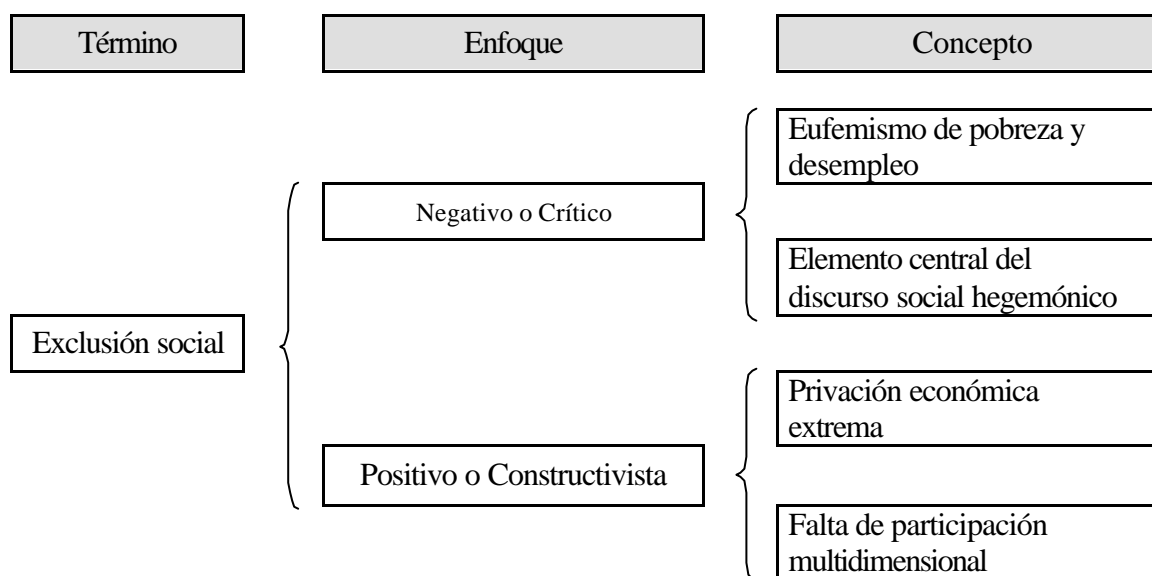 Término
Enfoque
Concepto
Eufemismo de pobreza y
desempleo
Negativo o Crítico
Elemento central del
discurso social hegemónico
Exclusión social
Privación económica
extrema
Positivo o Constructivista
Falta de participación
multidimensional